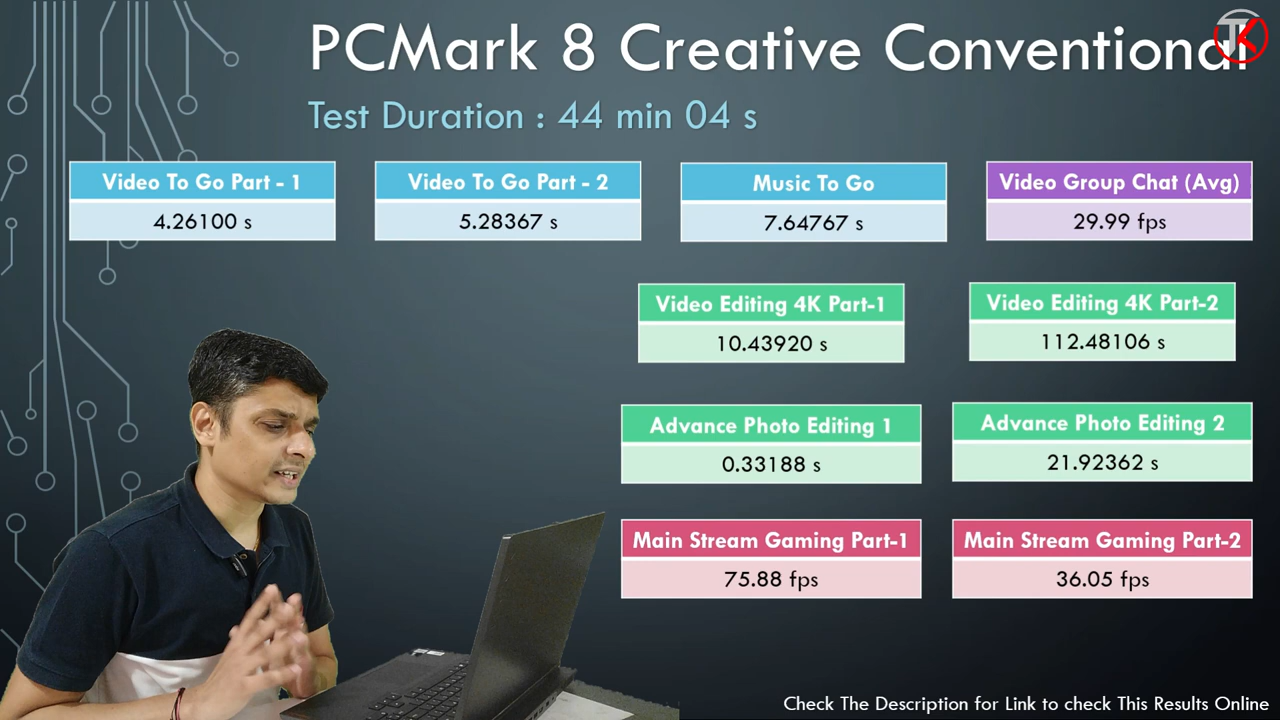 PCMark 8 Creative Conventional
TK
Test Duration : 44 min 04 s
Video To Go Part - 1
4.26100 s
Video To Go Part - 2
5.28367 s
Music To Go
7.64767 s
Video Group Chat (Avg)
29.99 fps
Video Editing 4K Part-1
10.43920 s
Video Editing 4K Part-2
112.48106 s
Advance Photo Editing 1
0.33188 s
Advance Photo Editing 2
21.92362 s
Main Stream Gaming Part-1
75.88 fps
Main Stream Gaming Part-2
36.05 fps
Check The Description for Link to check This Results Online